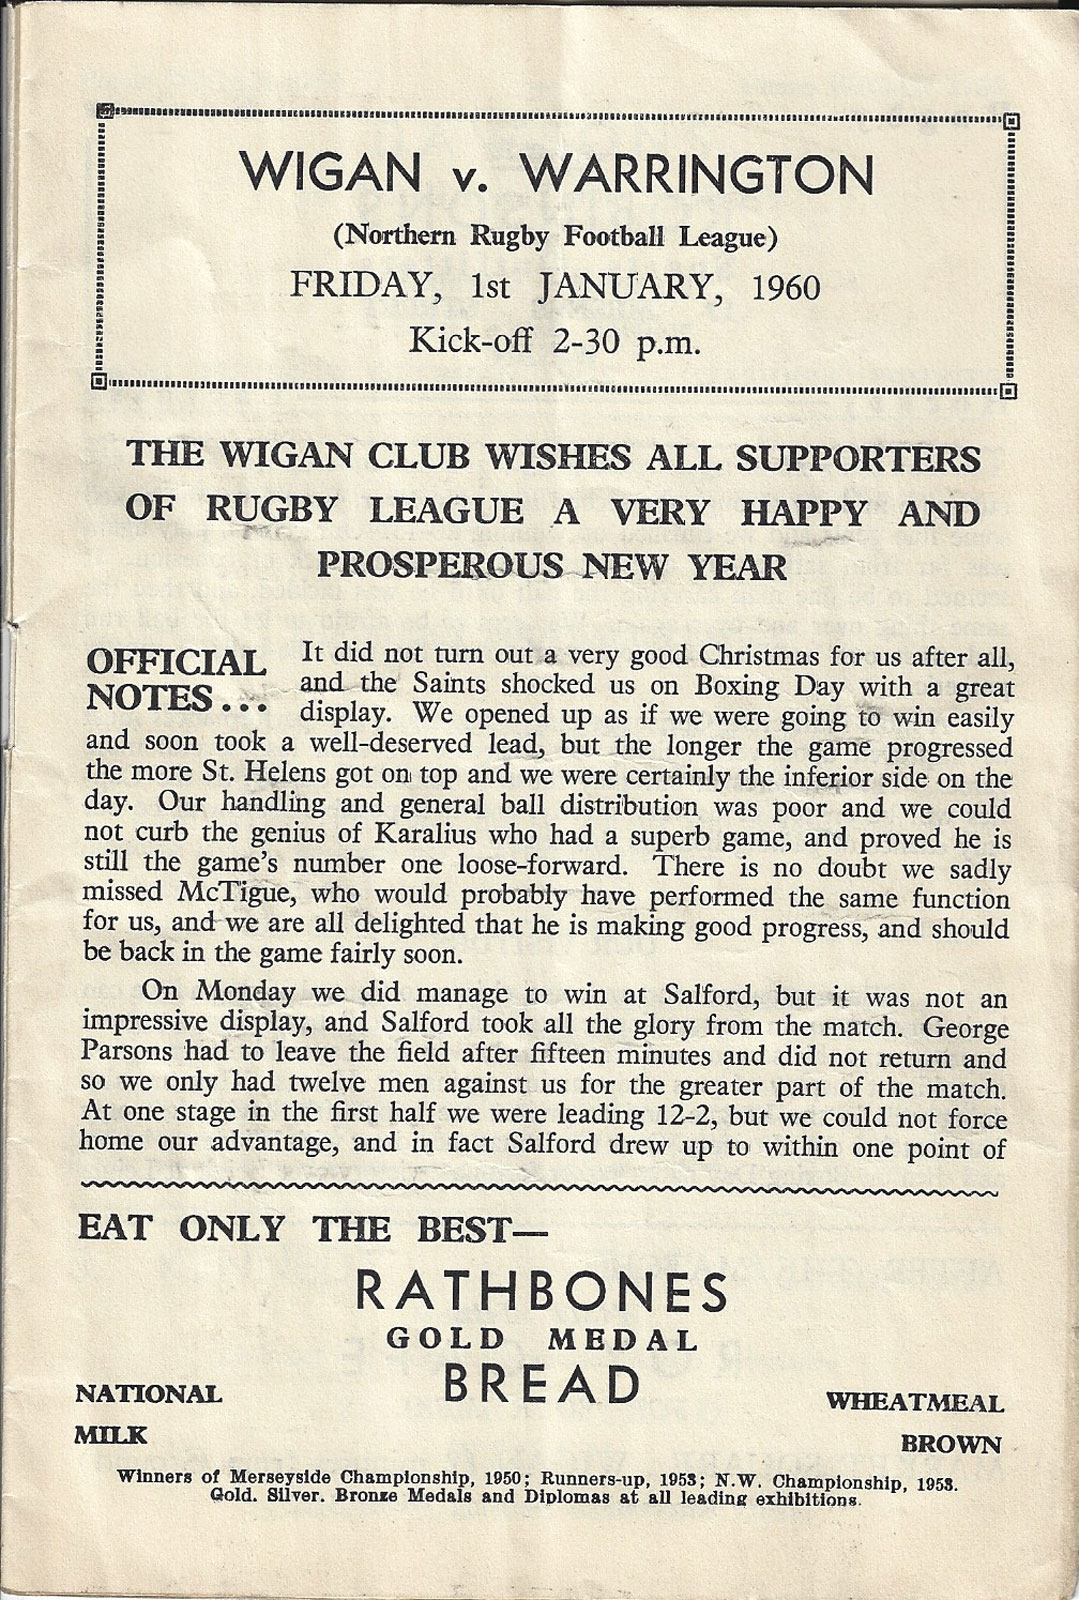 WIGAN v. WARRINGTON
(Northern Rugby Football League)
FRIDAY, 1st JANUARY, 1960
Kick-off 2-30 p.m.
THE WIGAN CLUB WISHES ALL SUPPORTERS
OF RUGBY LEAGUE A VERY HAPPY AND
PROSPEROUS NEW YEAR
OFFICIAL
NOTES...
It did not turn out a very good Christmas for us after all,
and the Saints shocked us on Boxing Day with a great
display. We opened up as if we were going to win easily
and soon took a well-deserved lead, but the longer the game progressed
the more St. Helens got on top and we were certainly the inferior side on the
day. Our handling and general ball distribution was poor and we could
not curb the genius of Karalius who had a superb game, and proved he is
still the game's number one loose-forward. There is no doubt we sadly
missed McTigue, who would probably have performed the same function
for us, and we are all delighted that he is making good progress, and should
be back in the game fairly soon.
On Monday we did manage to win at Salford, but it was not an
impressive display, and Salford took all the glory from the match. George
Parsons had to leave the field after fifteen minutes and did not return and
so we only had twelve men against us for the greater part of the match.
At one stage in the first half we were leading 12-2, but we could not force
home our advantage, and in fact Salford drew up to within one point of
EAT ONLY THE BEST—
RATHBONES
GOLD MEDAL
BREAD
NATIONAL
MILK
WHEATMEAL
BROWN
Winners of Merseyside Championship, 1950; Runners-up, 1953; N.W. Championship, 1953.
Gold. Silver. Bronze Medals and Diplomas at all leading exhibitions.